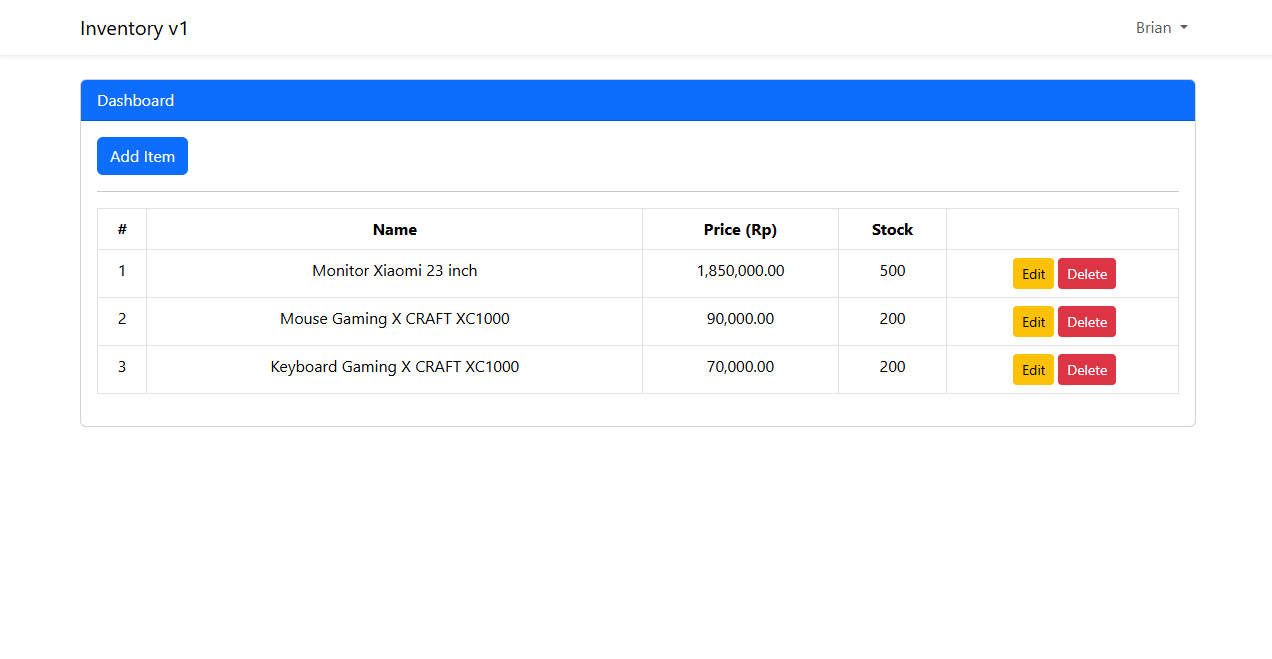 Inventory v1 Brian
Dashboard
Add Item
# Name Price (Rp) Stock
1 Monitor Xiaomi 23 inch 1,850,000.00 500 Edit Delete
2 Mouse Gaming X CRAFT XC1000 90,000.00 200 Edit Delete
3 Keyboard Gaming X CRAFT XC1000 70,000.00 200 Edit Delete